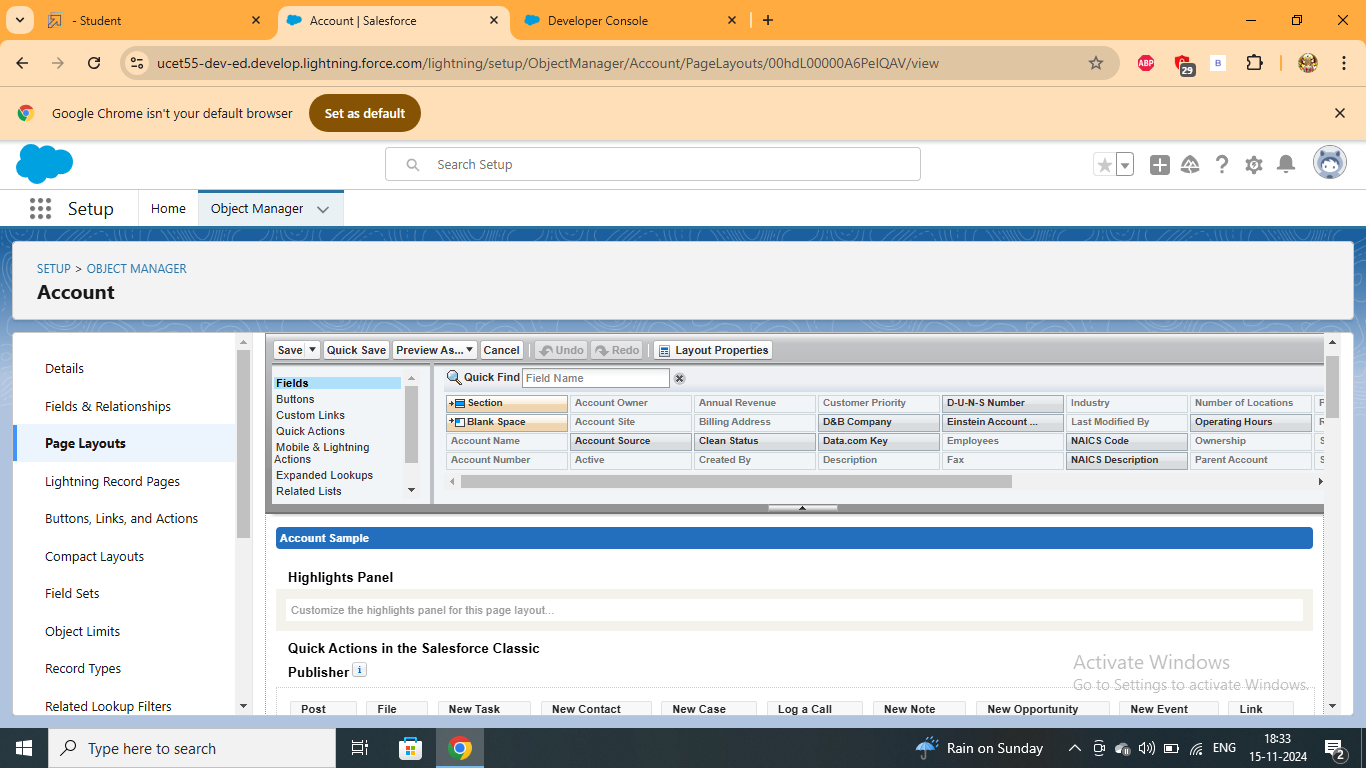 - Student
Account | Salesforce
Developer Console
ucet55-dev-ed.develop.lightning.force.com/lightning/setup/ObjectManager/Account/PageLayouts/00hdL00000A6PeIQAV/view
ABP
29
B
Google Chrome isn't your default browser
Set as default
Search Setup
Setup
Home
Object Manager
SETUP > OBJECT MANAGER
Account
Details
Fields & Relationships
Page Layouts
Lightning Record Pages
Buttons, Links, and Actions
Compact Layouts
Field Sets
Object Limits
Record Types
Related Lookup Filters
Save
Quick Save
Preview As...
Cancel
Undo
Redo
Layout Properties
Fields
Buttons
Custom Links
Quick Actions
Mobile & Lightning
Actions
Expanded Lookups
Related Lists
Quick Find Field Name
Section Account Owner Annual Revenue Customer Priority D-U-N-S Number Industry Number of Locations
Blank Space Account Site Billing Address D&B Company Einstein Account ... Last Modified By Operating Hours
Account Name Account Source Clean Status Data.com Key Employees NAICS Code Ownership
Account Number Active Created By Description Fax NAICS Description Parent Account
Account Sample
Highlights Panel
Customize the highlights panel for this page layout...
Quick Actions in the Salesforce Classic
Publisher i
Post File New Task New Contact New Case Log a Call New Note New Opportunity New Event Link
Activate Windows
Go to Settings to activate Windows.
Type here to search
Rain on Sunday
ENG
18:33
15-11-2024
2